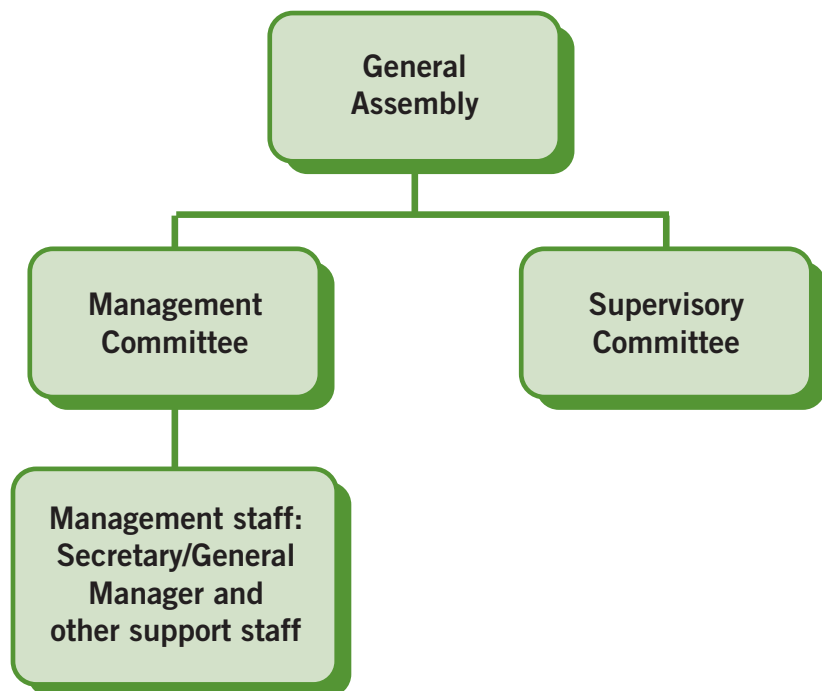 General
Assembly
Management
Committee
Supervisory
Committee
Management staff:
Secretary/General
Manager and
other support staff